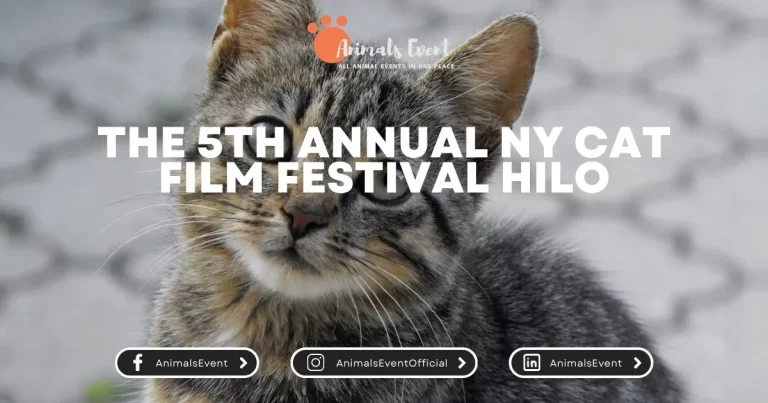 Animals Event
ALL ANIMAL EVENTS IN ONE PLACE
THE 5TH ANNUAL NY CAT
FILM FESTIVAL HILO
AnimalsEvent
AnimalsEventOfficial
AnimalsEvent